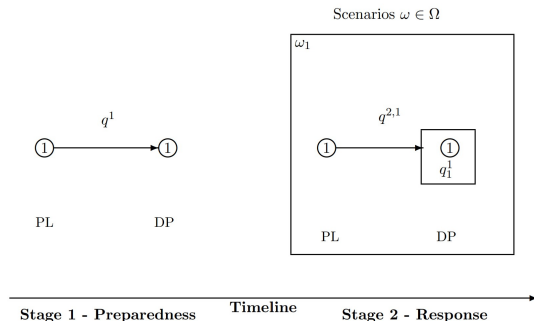 Scenarios ω ∈ Ω
ω₁
q¹
q²,¹
1 1 1 1
q₁¹
PL DP PL DP
Timeline
Stage 1 - Preparedness Stage 2 - Response